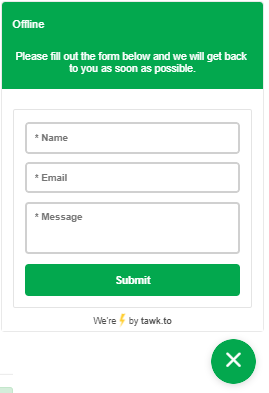 Offline
Please fill out the form below and we will get back
to you as soon as possible.
* Name
* Email
* Message
Submit
We're⚡by tawk.to